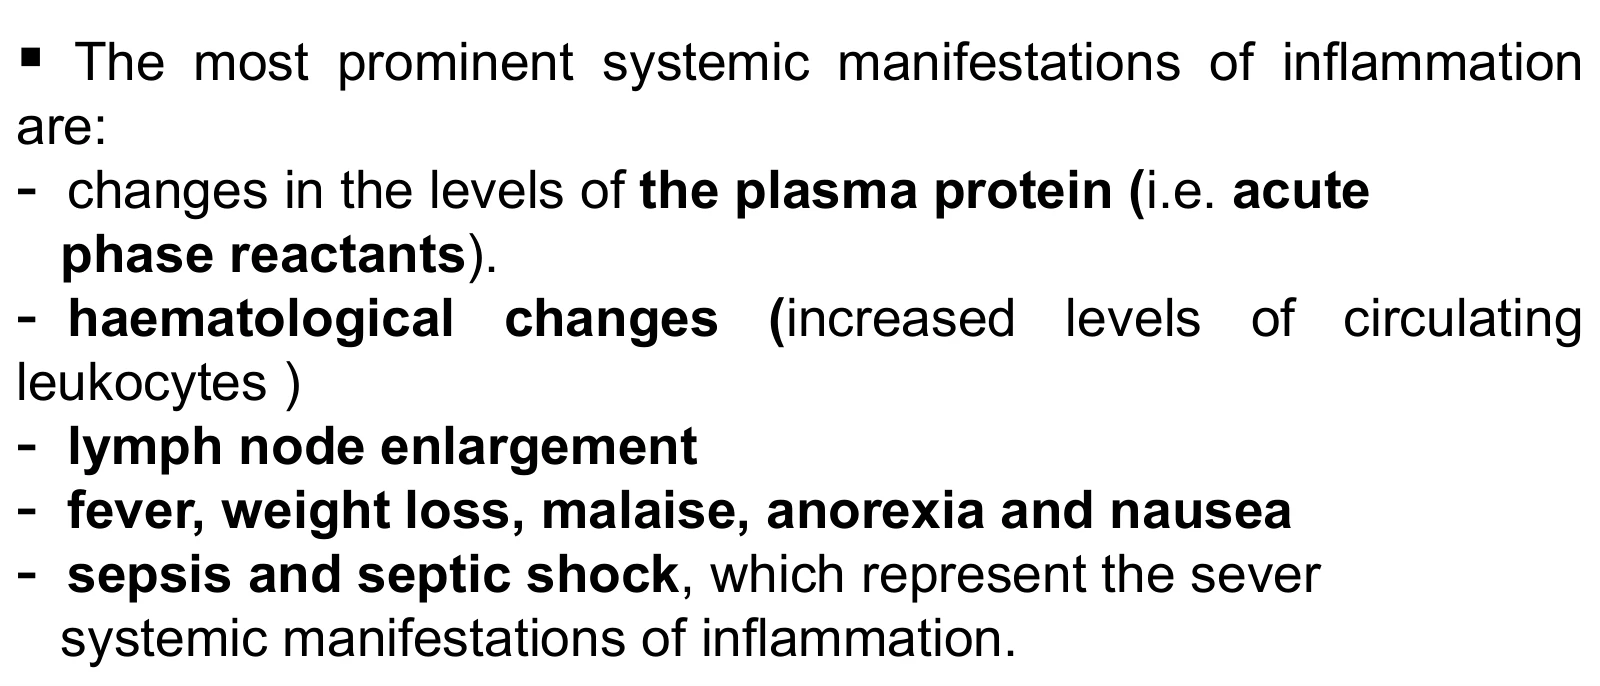 ▪ The most prominent systemic manifestations of inflammation
are:
- changes in the levels of the plasma protein (i.e. acute
phase reactants).
- haematological changes (increased levels of circulating
leukocytes )
- lymph node enlargement
- fever, weight loss, malaise, anorexia and nausea
- sepsis and septic shock, which represent the sever
systemic manifestations of inflammation.